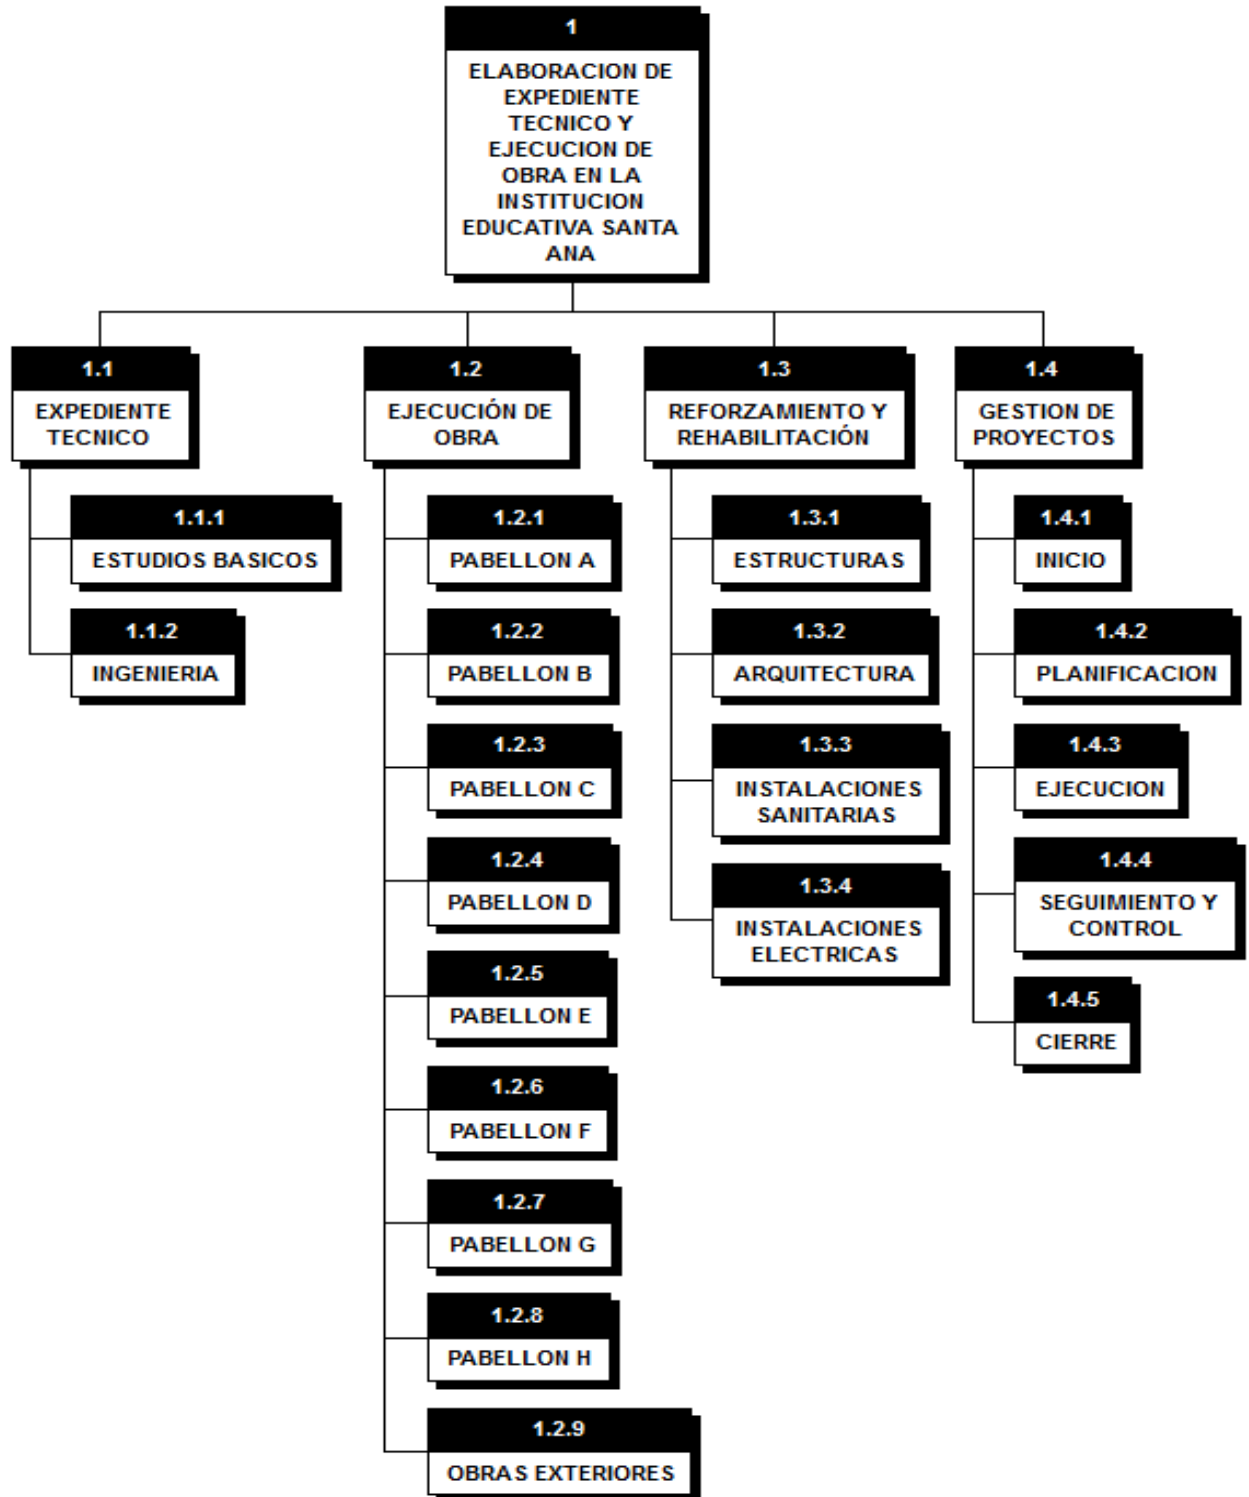 1
ELABORACION DE
EXPEDIENTE
TECNICO Y
EJECUCION DE
OBRA EN LA
INSTITUCION
EDUCATIVA SANTA
ANA
1.1
EXPEDIENTE
TECNICO
1.1.1
ESTUDIOS BASICOS
1.1.2
INGENIERIA
1.2
EJECUCIÓN DE
OBRA
1.2.1
PABELLON A
1.2.2
PABELLON B
1.2.3
PABELLON C
1.2.4
PABELLON D
1.2.5
PABELLON E
1.2.6
PABELLON F
1.2.7
PABELLON G
1.2.8
PABELLON H
1.2.9
OBRAS EXTERIORES
1.3
REFORZAMIENTO Y
REHABILITACIÓN
1.3.1
ESTRUCTURAS
1.3.2
ARQUITECTURA
1.3.3
INSTALACIONES
SANITARIAS
1.3.4
INSTALACIONES
ELECTRICAS
1.4
GESTION DE
PROYECTOS
1.4.1
INICIO
1.4.2
PLANIFICACION
1.4.3
EJECUCION
1.4.4
SEGUIMIENTO Y
CONTROL
1.4.5
CIERRE